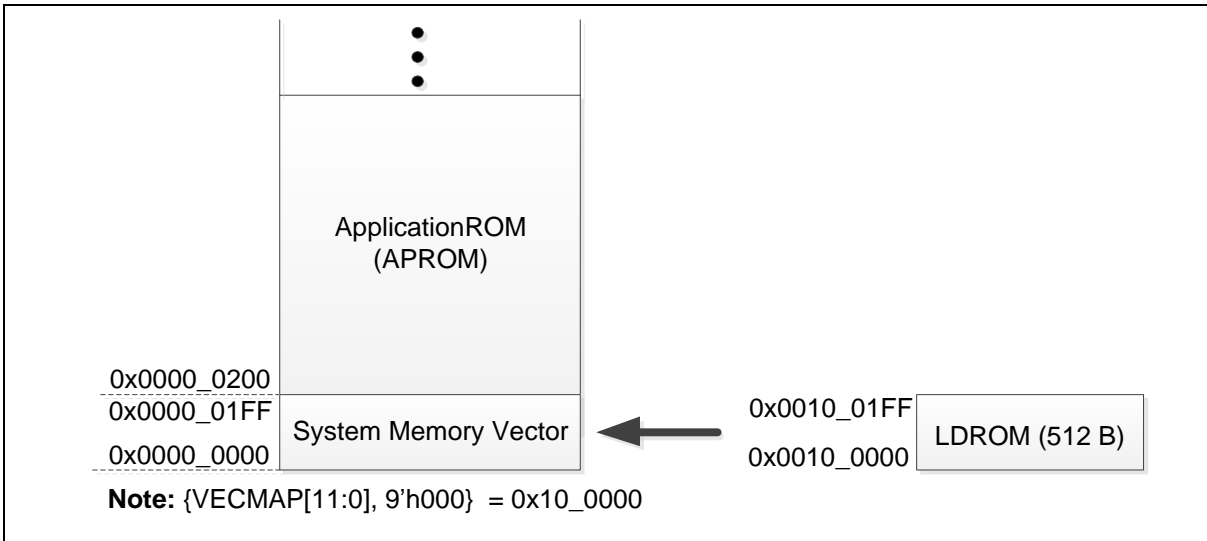 ApplicationROM
(APROM)
0x0000_0200
0x0000_01FF
System Memory Vector
0x0000_0000
0x0010_01FF
LDROM (512 B)
0x0010_0000
Note: {VECMAP[11:0], 9'h000} = 0x10_0000